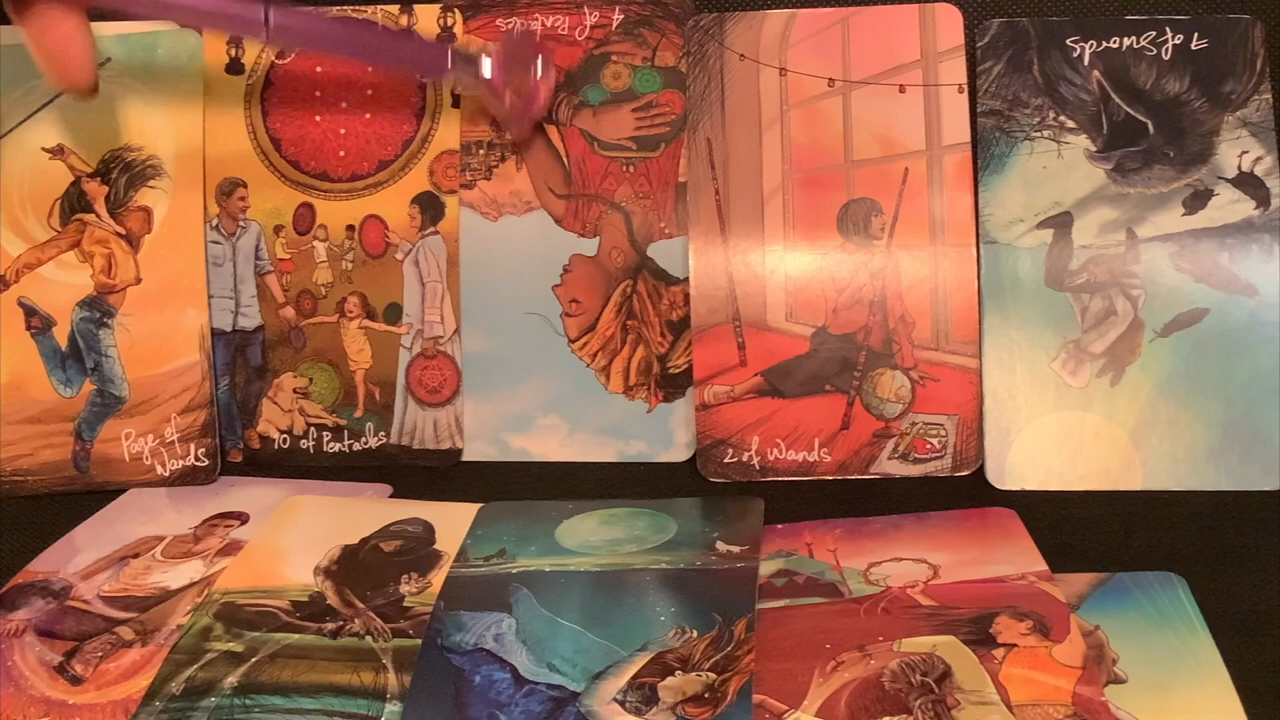 4 of Pentacles
7 of Swords
Page of
Wands
10 of Pentacles
2 of Wands